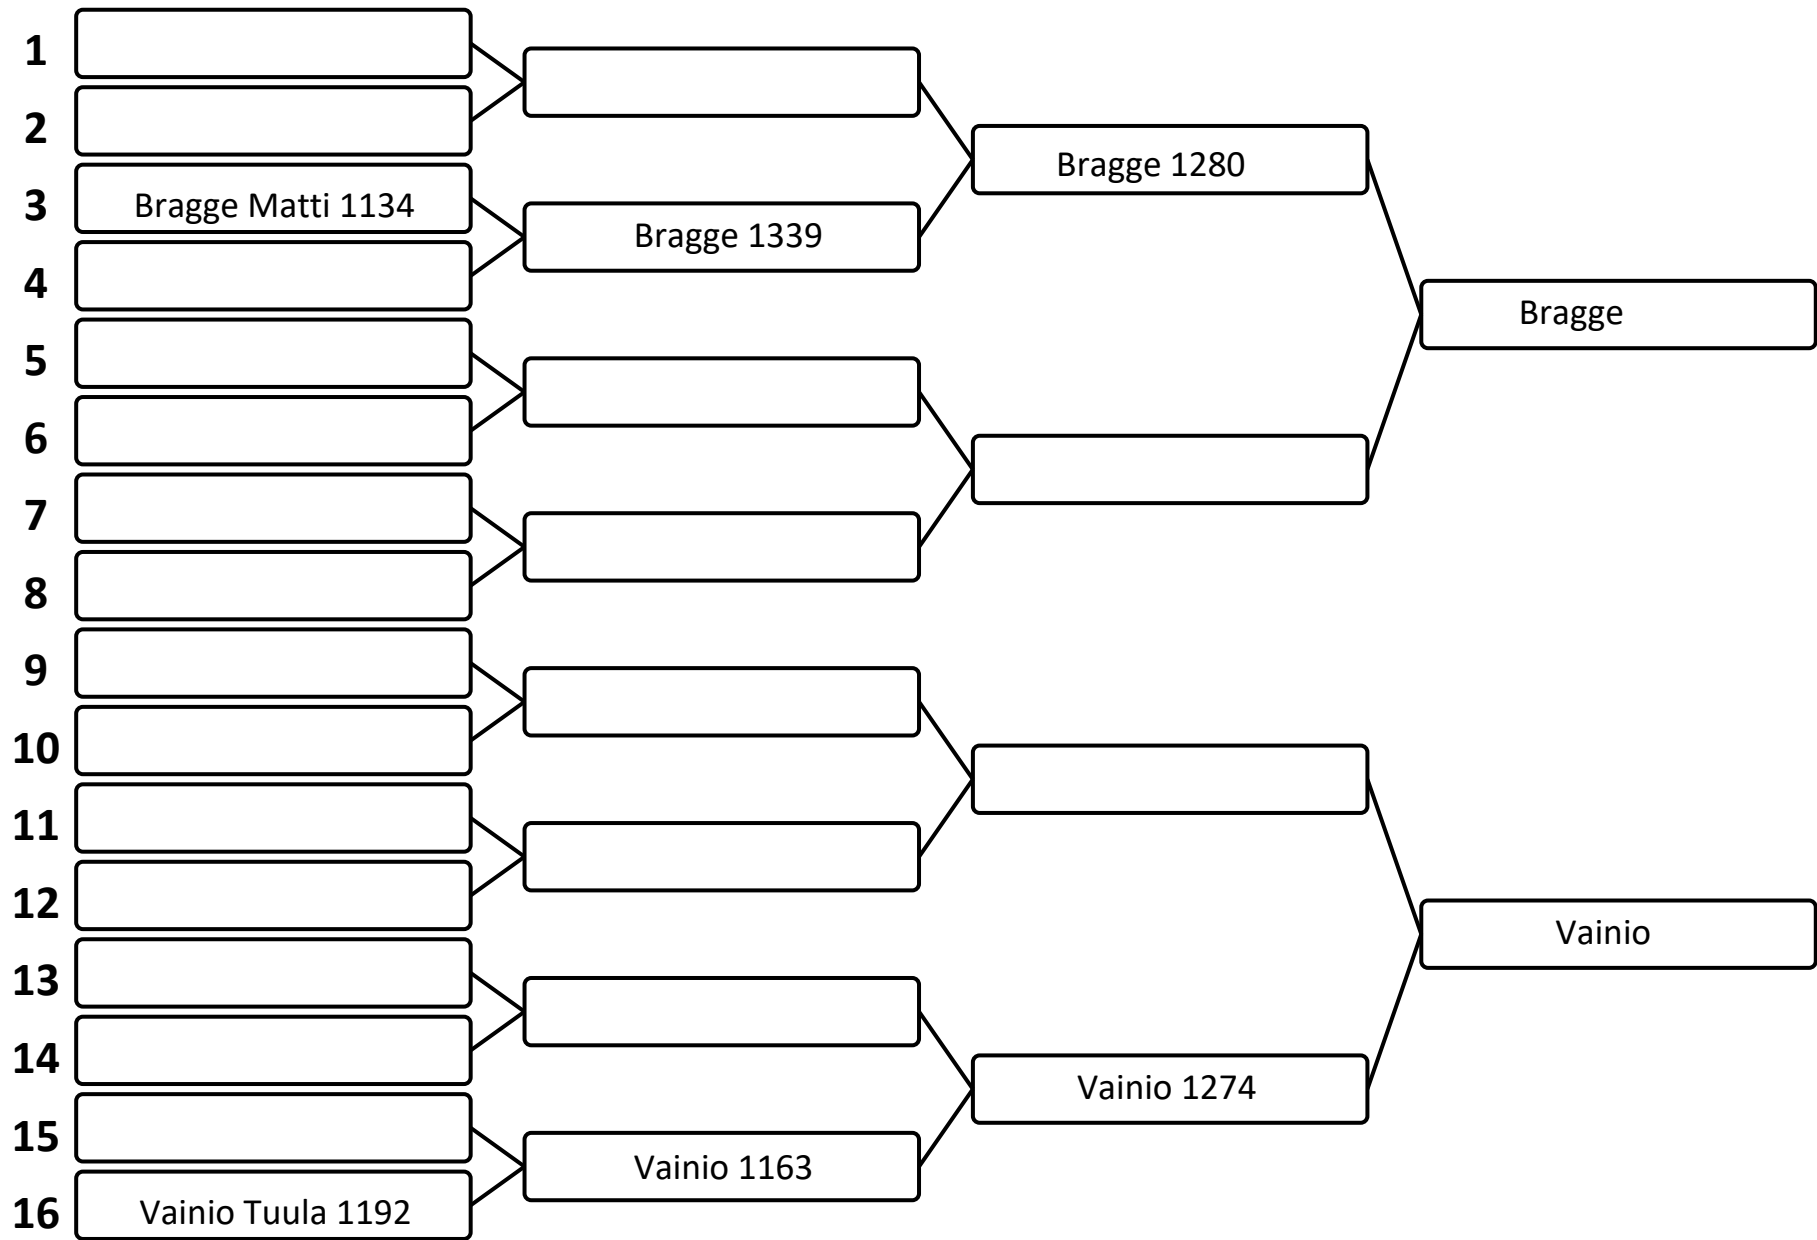 1
2
3 Bragge Matti 1134
4
5
6
7
8
9
10
11
12
13
14
15
16 Vainio Tuula 1192
Bragge 1339
Vainio 1163
Bragge 1280
Vainio 1274
Bragge
Vainio